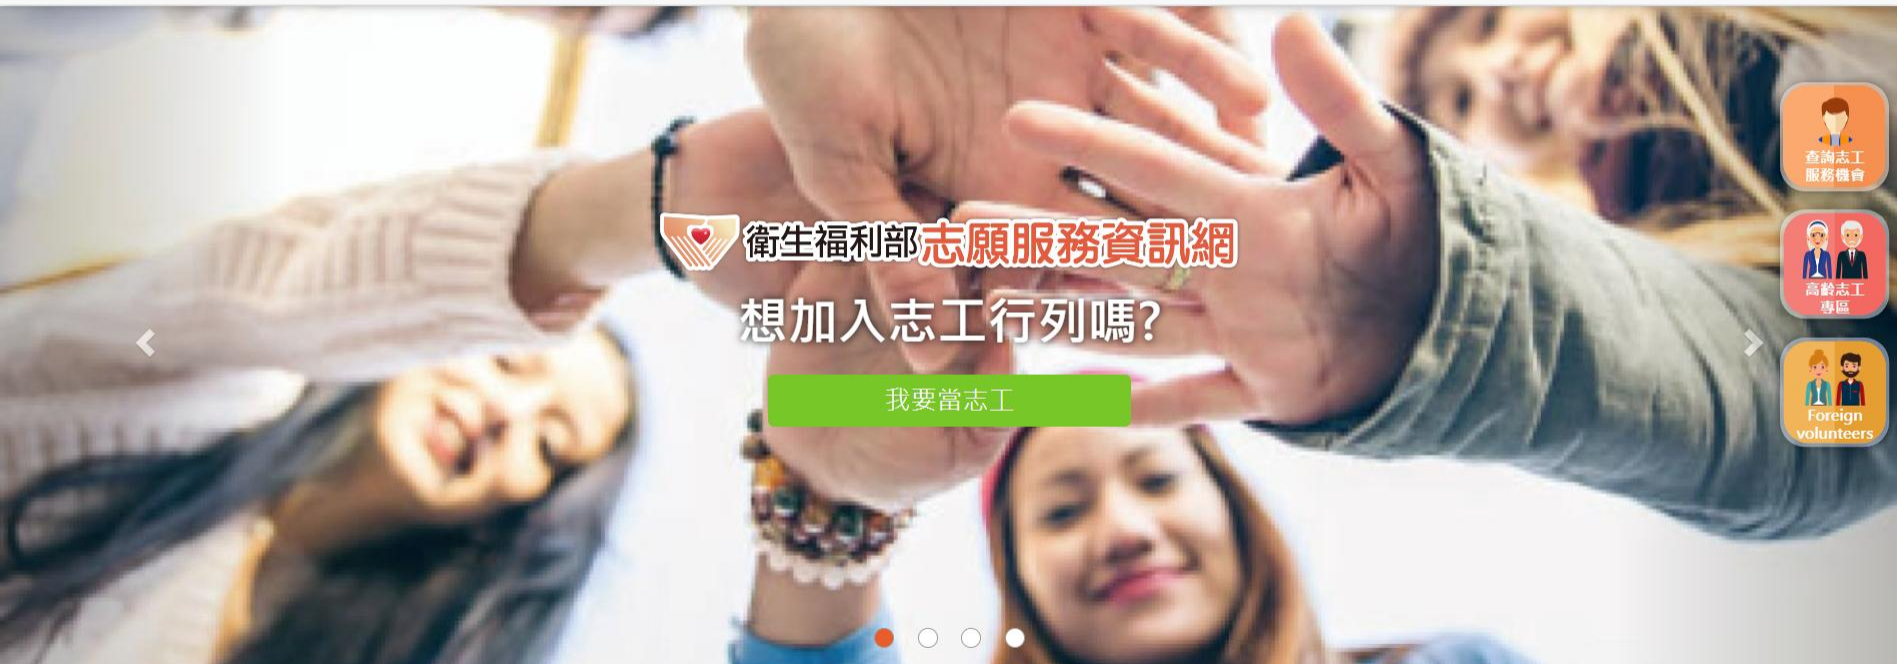 衛生福利部志願服務資訊網
想加入志工行列嗎?
我要當志工
查詢志工
服務機會
高齡志工
專區
Foreign
volunteers